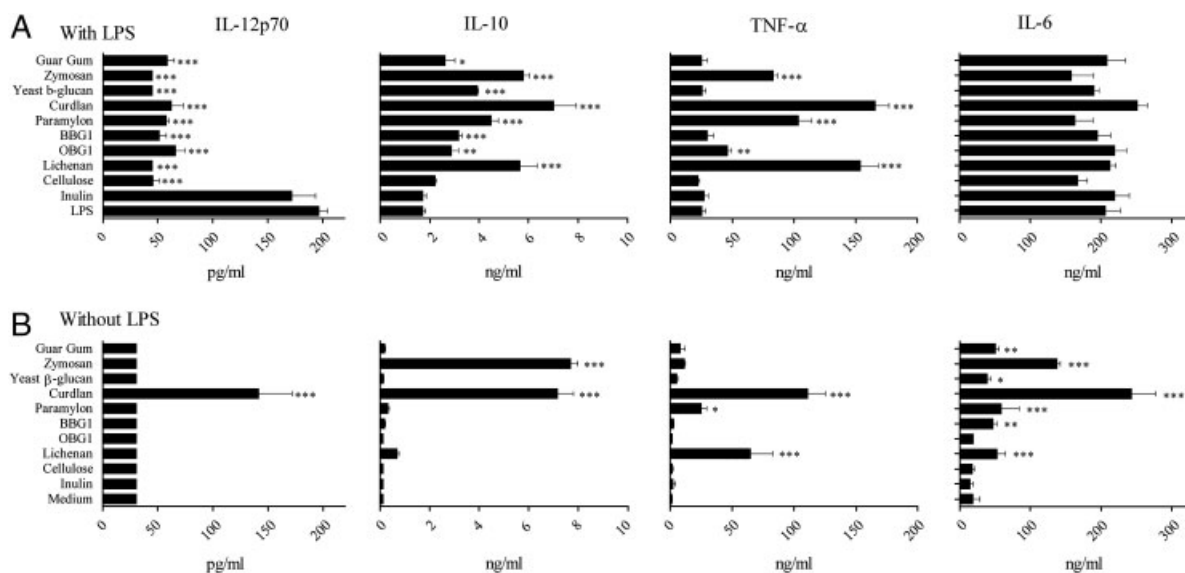 A
With LPS
IL-12p70
IL-10
TNF-α
IL-6
Guar Gum
Zymosan
Yeast b-glucan
Curdlan
Paramylon
BBG1
OBG1
Lichenan
Cellulose
Inulin
LPS
*** * 
*** *** ***
*** ***
*** *** ***
*** *** ***
*** ***
*** ** **
*** *** ***
***
0 50 100 150 200
0 2 4 6 8 10
0 50 100 150 200
0 100 200 300
pg/ml
ng/ml
ng/ml
ng/ml
B
Without LPS
Guar Gum
Zymosan
Yeast β-glucan
Curdlan
Paramylon
BBG1
OBG1
Lichenan
Cellulose
Inulin
Medium
**
*** ***
*
*** *** *** ***
* ***
**
*** ***
0 50 100 150 200
0 2 4 6 8 10
0 50 100 150 200
0 100 200 300
pg/ml
ng/ml
ng/ml
ng/ml